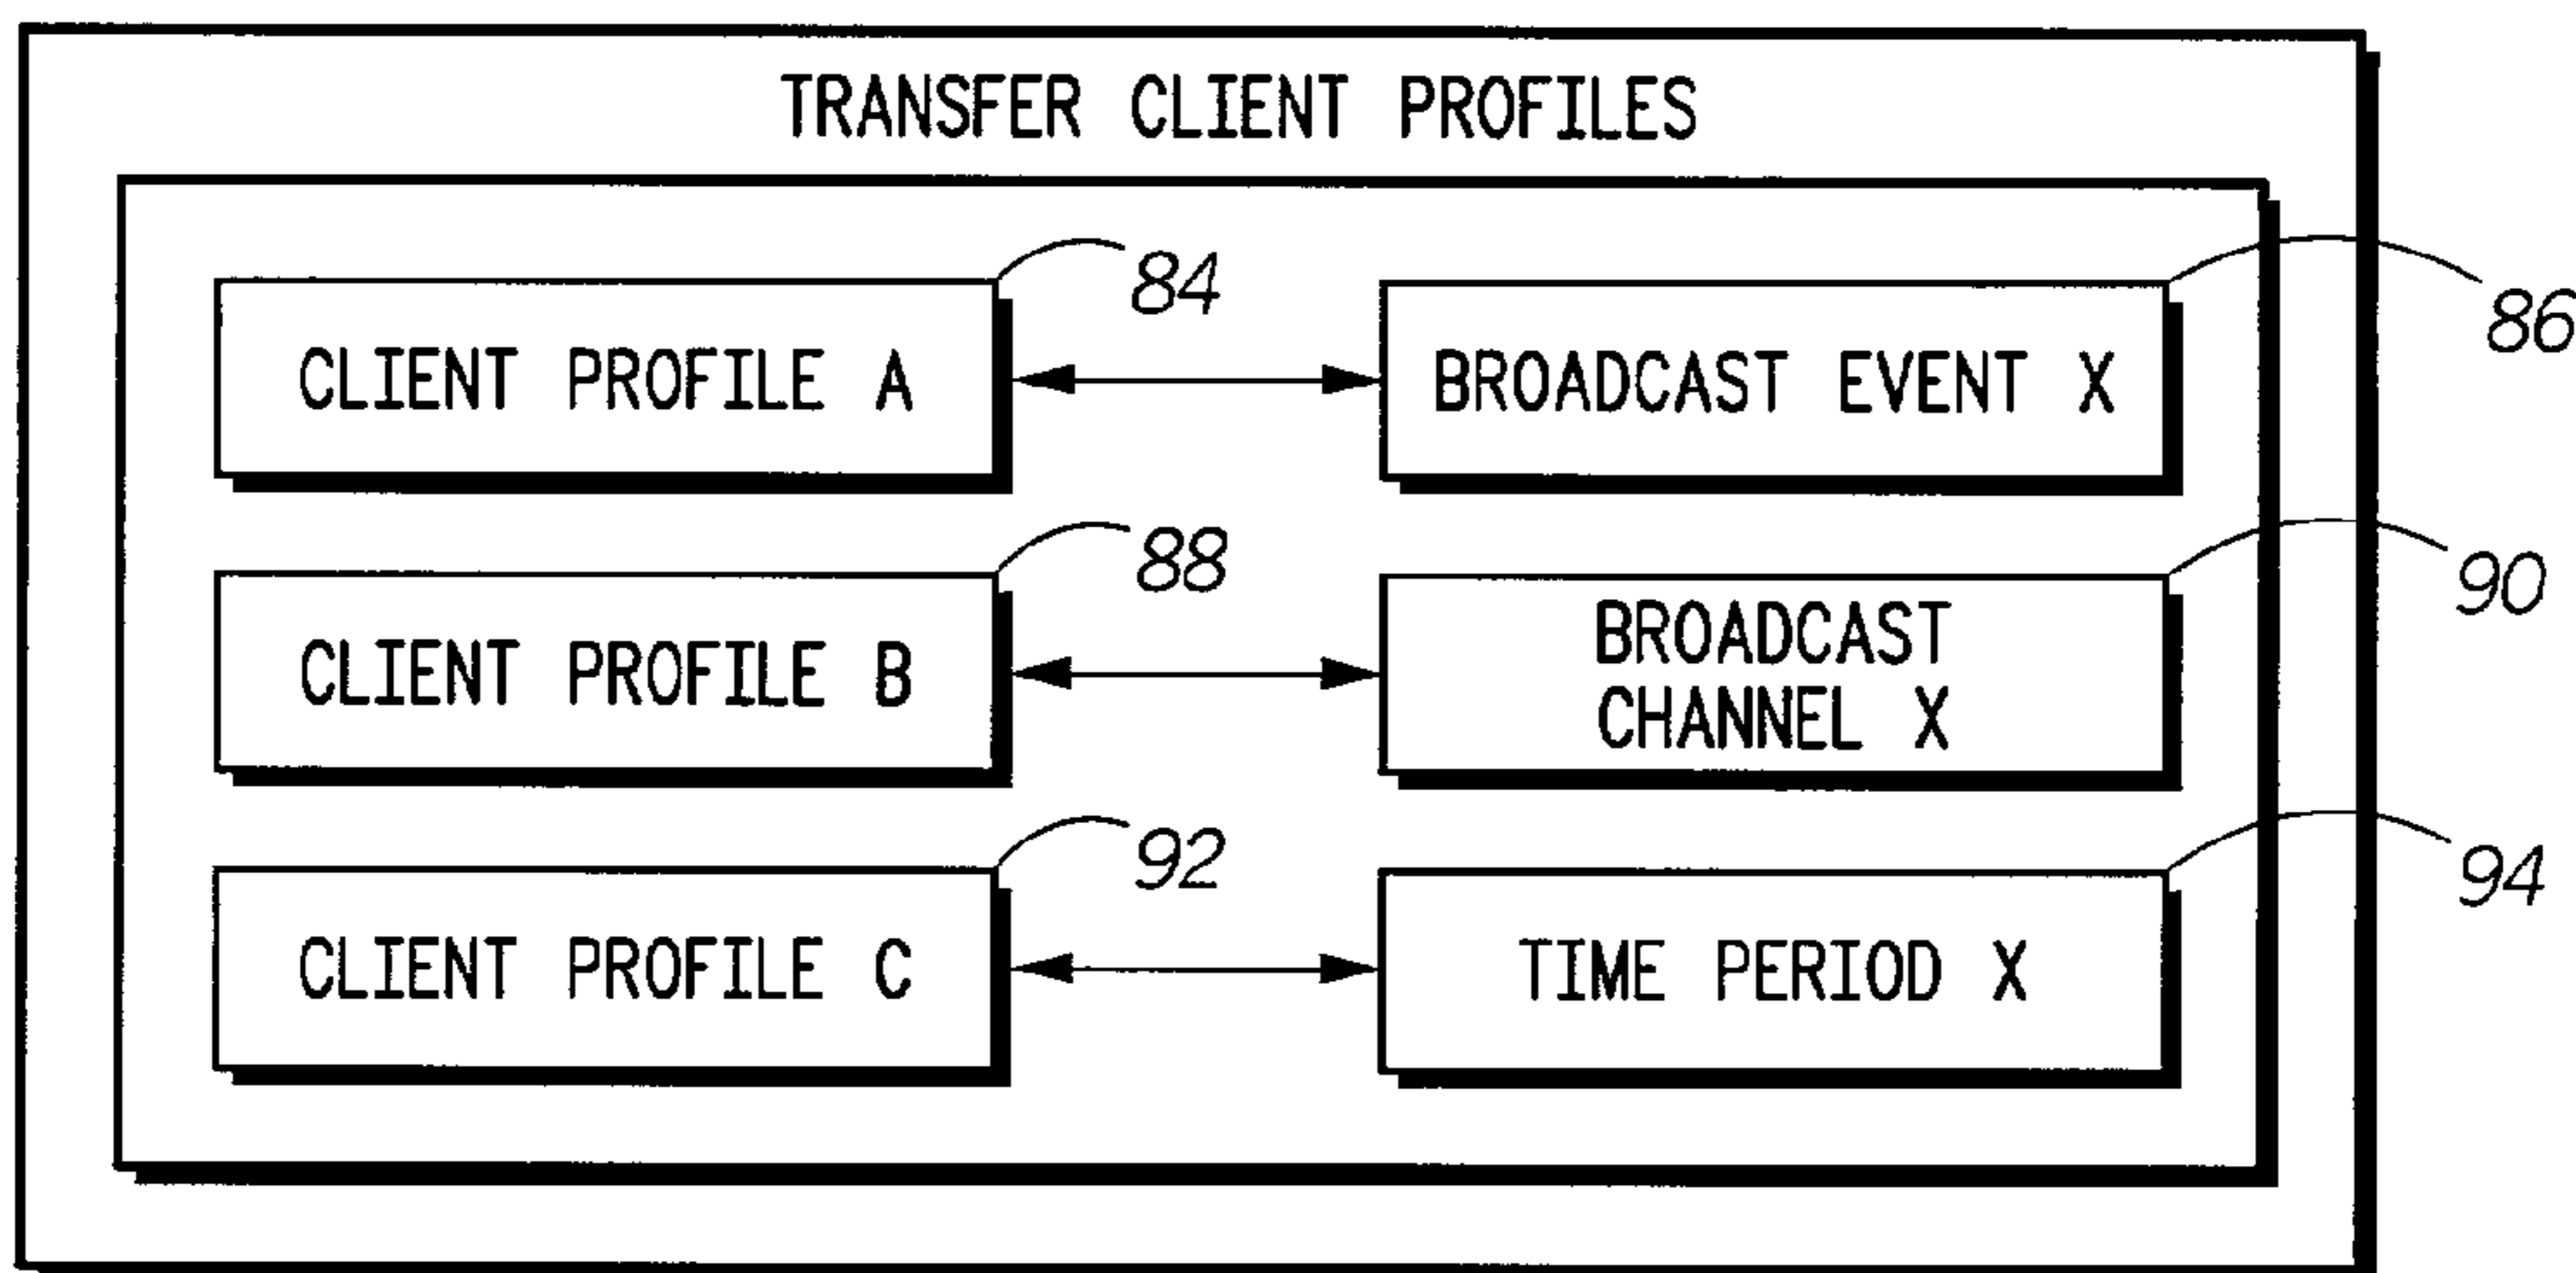 TRANSFER CLIENT PROFILES
84
86
CLIENT PROFILE A
BROADCAST EVENT X
88
90
CLIENT PROFILE B
BROADCAST
CHANNEL X
92
94
CLIENT PROFILE C
TIME PERIOD X